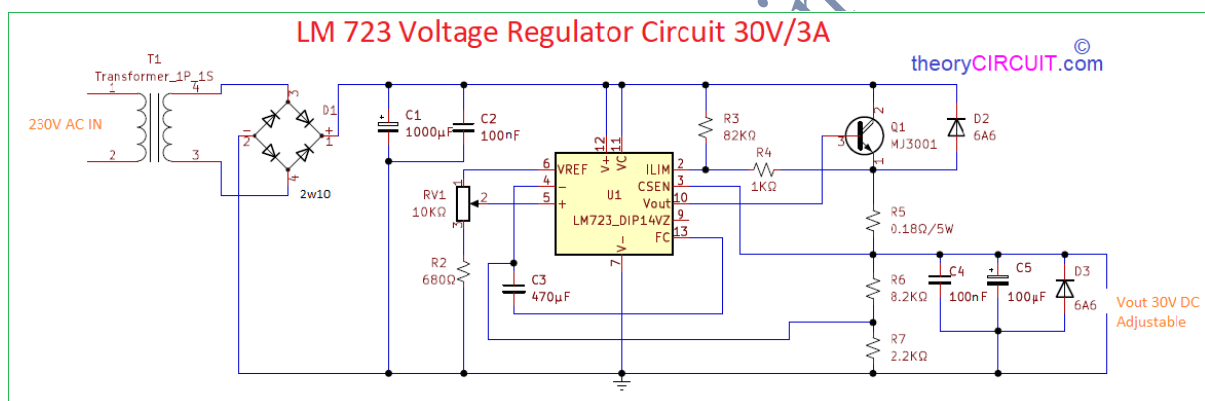 LM 723 Voltage Regulator Circuit 30V/3A
©
theoryCIRCUIT.com
T1
Transformer_1P_1S
1
4
2
3
250V AC IN
3
D1
2
-
+
1
4
2w10
+
C1
1000µF
C2
100nF
12
11
V+
VC
6
VREF
4
-
5
+
ILIM
2
CSEN
3
Vout
10
9
FC
13
U1
LM723_DIP14VZ
V-
7
1
RV1
10KΩ
2
3
R2
680Ω
C3
470µF
R3
82KΩ
R4
1KΩ
2
Q1
MJ3001
3
1
D2
6A6
R5
0.18Ω/5W
R6
8.2KΩ
R7
2.2KΩ
C4
100nF
+
C5
100µF
D3
6A6
Vout 30V DC
Adjustable